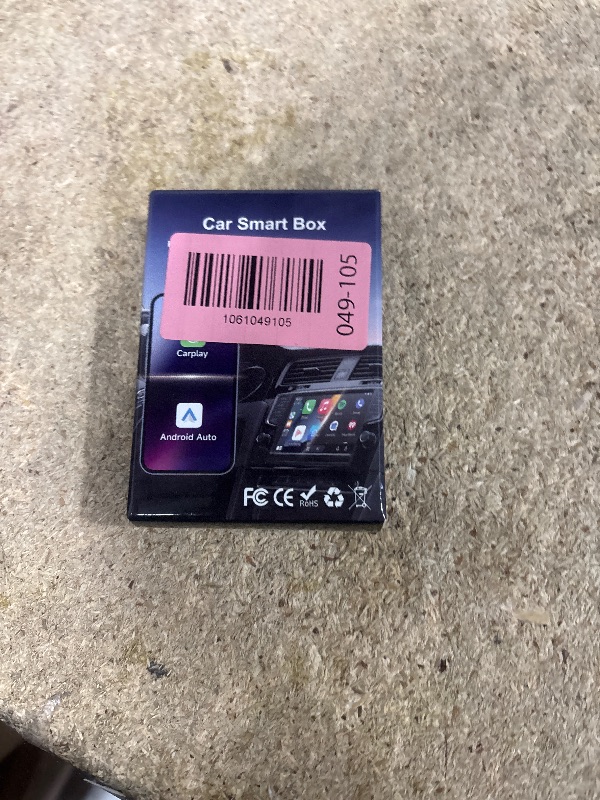 Car Smart Box
1061049105
049-105
Carplay
Android Auto
FC CE RoHS